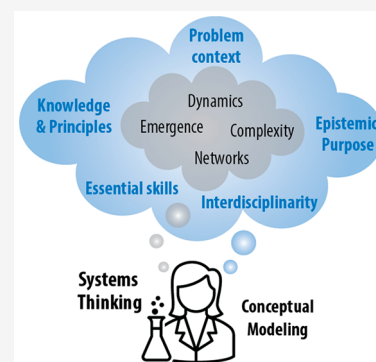 Problem
context
Knowledge
& Principles
Dynamics
Emergence
Complexity
Networks
Epistemic
Purpose
Essential skills
Interdisciplinarity
Systems
Thinking
Conceptual
Modeling